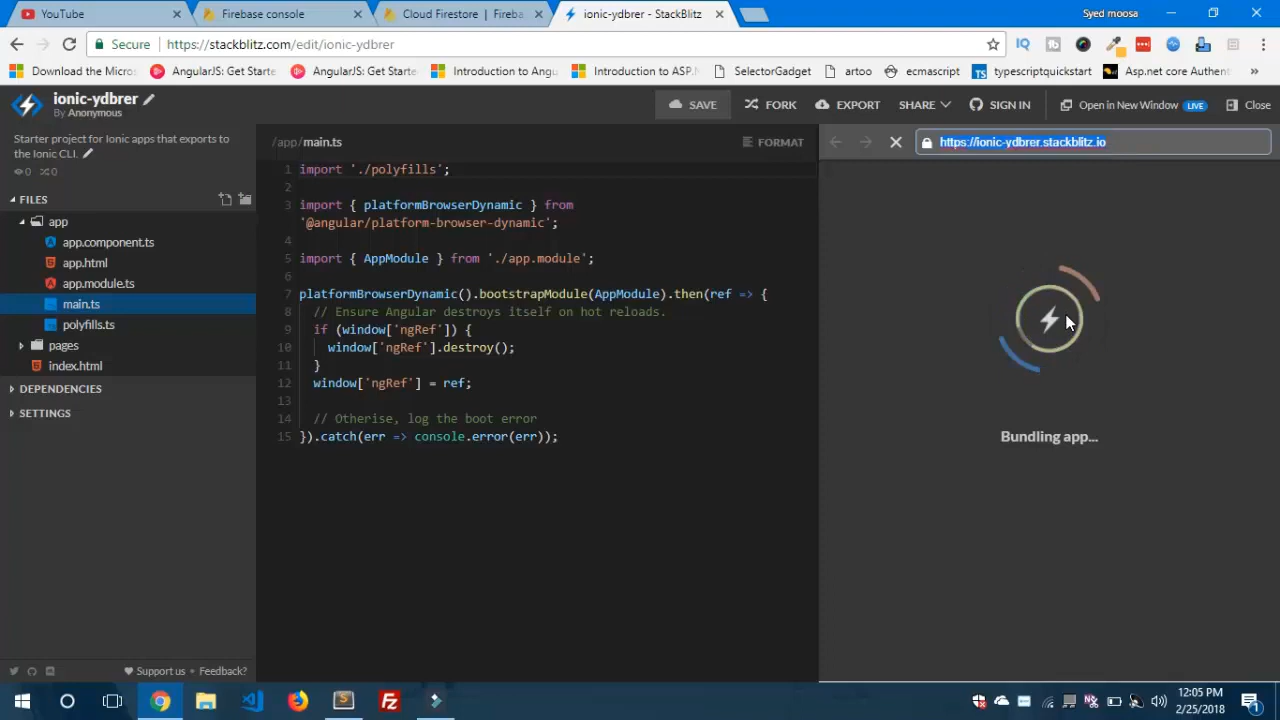 YouTube
Firebase console
Cloud Firestore | Fireba
ionic-ydbrer - StackBlitz
Syed moosa
Secure
https://stackblitz.com/edit/ionic-ydbrer
Download the Micros
AngularJS: Get Starte
AngularJS: Get Starte
Introduction to Angu
Introduction to ASP.N
SelectorGadget
tortoo
ecmascript
typescriptquickstart
Asp.net core Authent
»
ionic-ydbrer
By Anonymous
SAVE
FORK
EXPORT
SHARE
SIGN IN
Open in New Window LIVE
Close
Starter project for Ionic apps that exports to
the Ionic CLI.
0 0
FILES
app
app.component.ts
app.html
app.module.ts
main.ts
polyfills.ts
pages
index.html
DEPENDENCIES
SETTINGS
Support us • Feedback?
/app/main.ts
FORMAT
1 import './polyfills';
2
3 import { platformBrowserDynamic } from
'@angular/platform-browser-dynamic';
4
5 import { AppModule } from './app.module';
6
7 platformBrowserDynamic().bootstrapModule(AppModule).then(ref => {
8 // Ensure Angular destroys itself on hot reloads.
9 if (window['ngRef']) {
10 window['ngRef'].destroy();
11 }
12 window['ngRef'] = ref;
13
14 // Otherise, log the boot error
15 }).catch(err => console.error(err));
https://ionic-ydbrer.stackblitz.io
Bundling app...
12:05 PM
2/25/2018
1